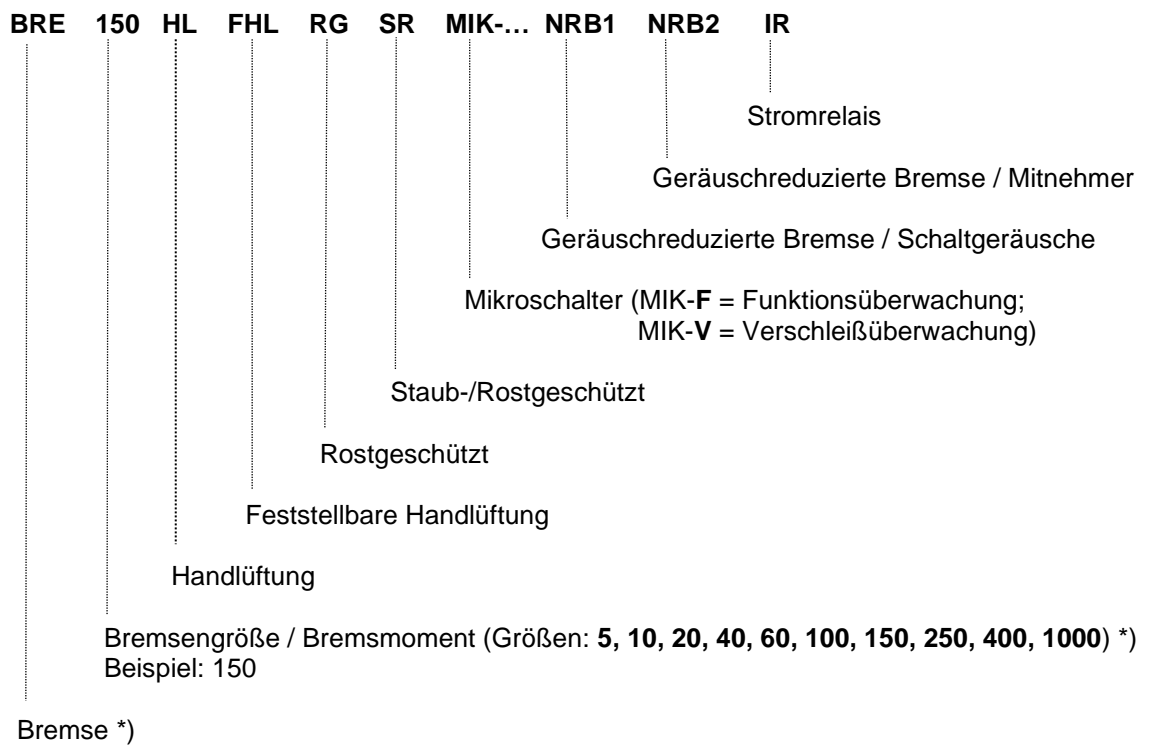 BRE 150 HL FHL RG SR MIK-… NRB1 NRB2 IR
Stromrelais
Geräuschreduzierte Bremse / Mitnehmer
Geräuschreduzierte Bremse / Schaltgeräusche
Mikroschalter (MIK-F = Funktionsüberwachung;
MIK-V = Verschleißüberwachung)
Staub-/Rostgeschützt
Rostgeschützt
Feststellbare Handlüftung
Handlüftung
Bremsengröße / Bremsmoment (Größen: 5, 10, 20, 40, 60, 100, 150, 250, 400, 1000) *)
Beispiel: 150
Bremse *)